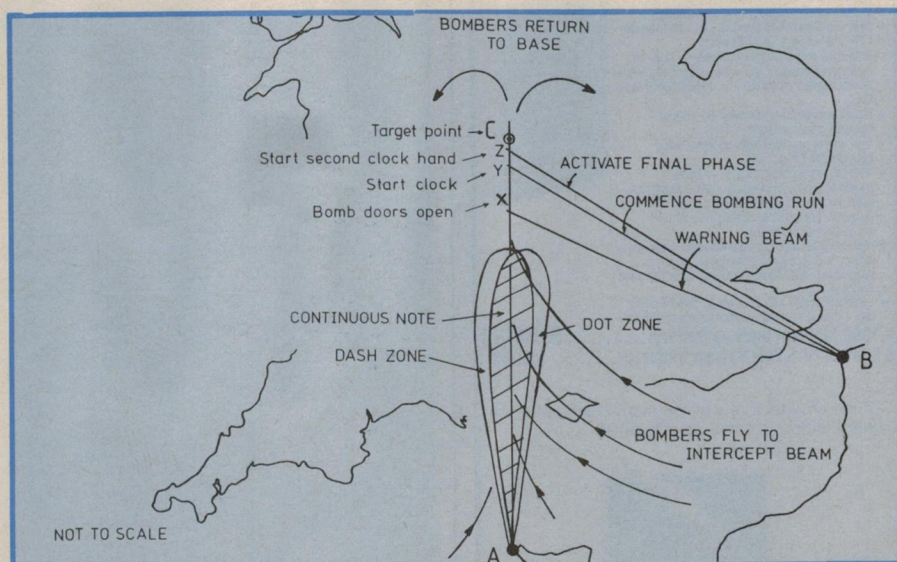 BOMBERS RETURN
TO BASE
Target point
C
Start second clock hand
Z
Start clock
Y
Bomb doors open
X
ACTIVATE FINAL PHASE
COMMENCE BOMBING RUN
WARNING BEAM
CONTINUOUS NOTE
DASH ZONE
DOT ZONE
B
BOMBERS FLY TO
INTERCEPT BEAM
NOT TO SCALE
A